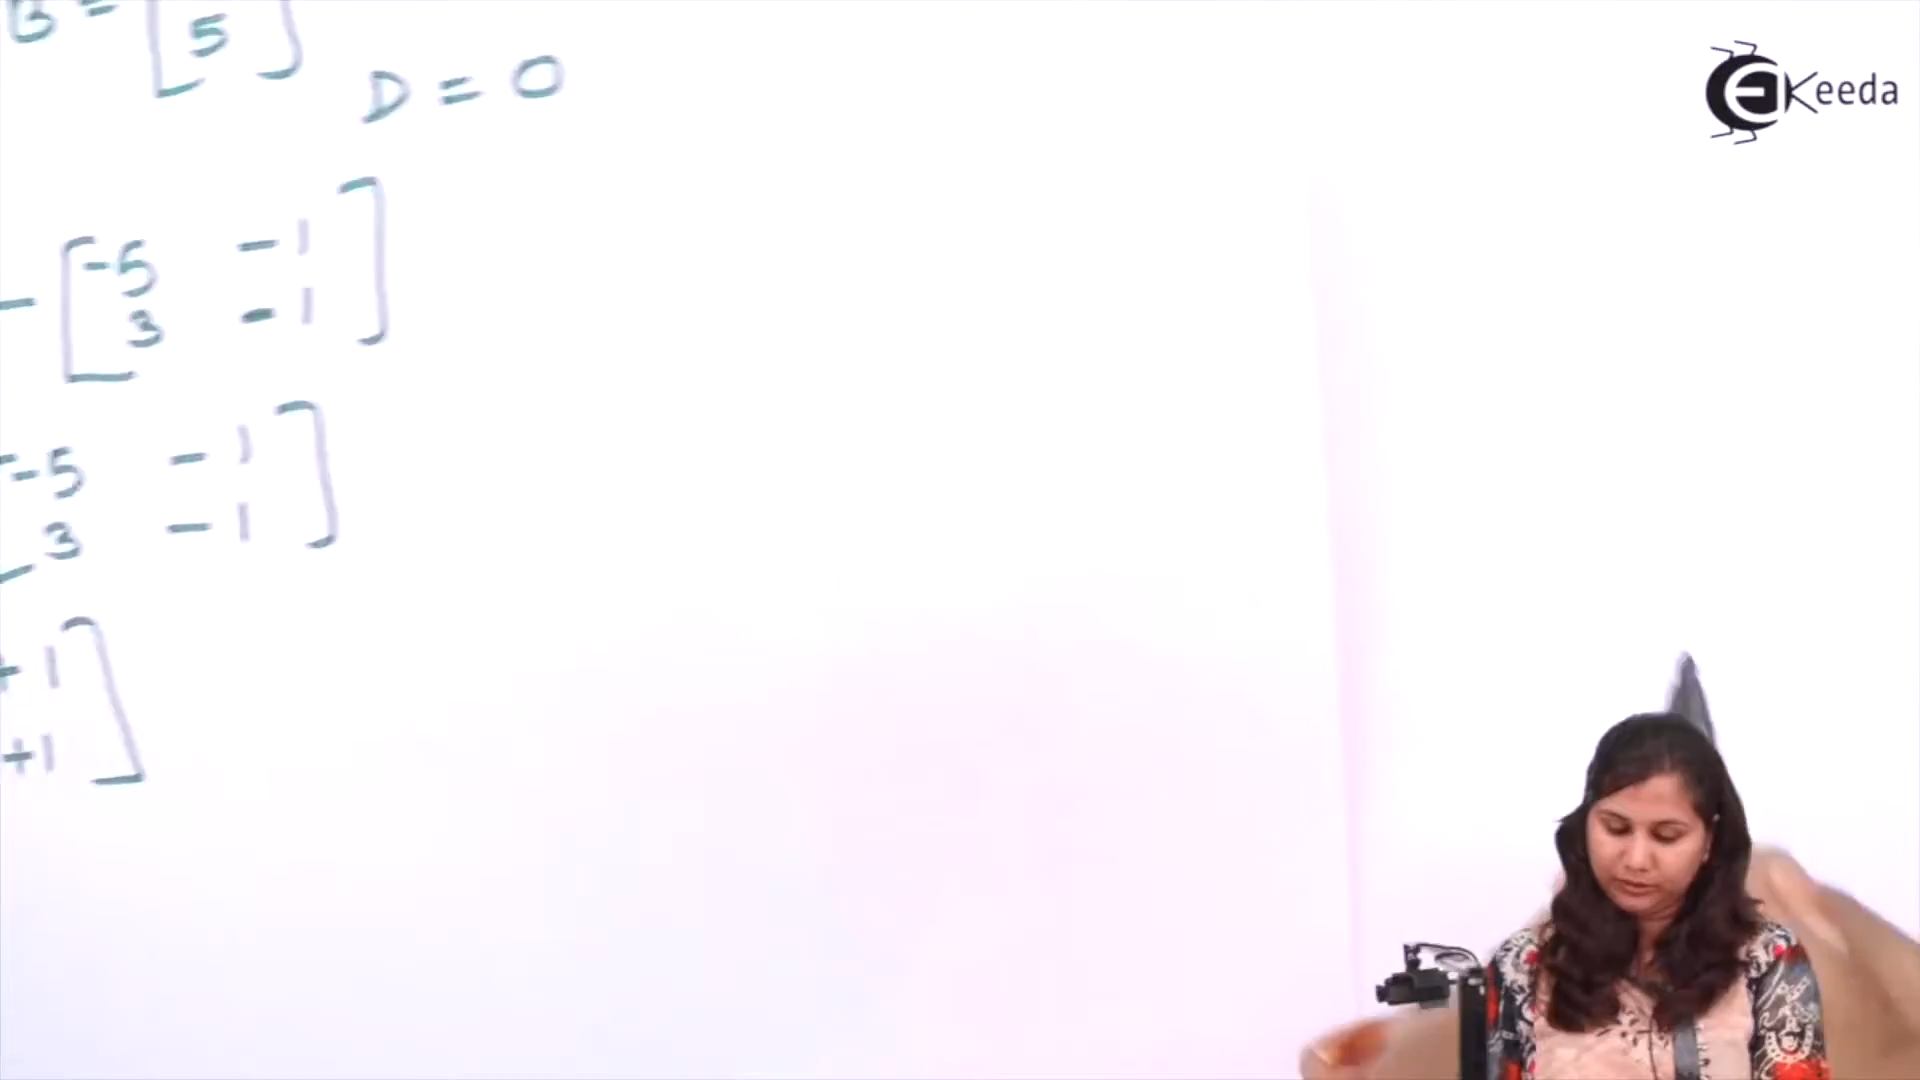 B = [ 5 ]
D = 0
Keeda
- [ -5 -1 ]
3 -1
-5 -1 ]
3 -1
+1 ]
+1